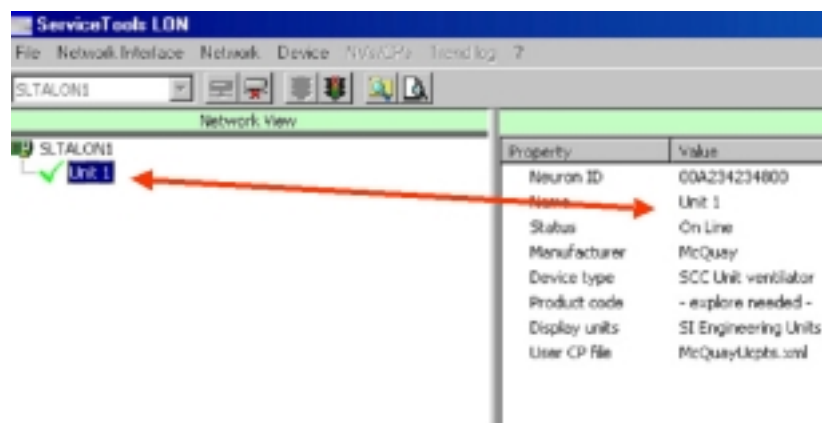 ServiceTools LON
File Network Interface Network Device NVs/CPs Trend log ?
SLTALON1
Network View
SLTALON1
Unit 1
Property Value
Neuron ID 00A234234800
Name Unit 1
Status On Line
Manufacturer McQuay
Device type SCC Unit ventilator
Product code - explore needed -
Display units SI Engineering Units
User CP file McQuayUcpts.xml